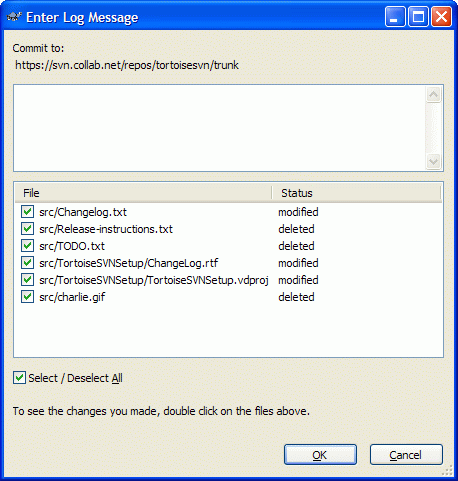 Enter Log Message
Commit to:
https://svn.collab.net/repos/tortoisesvn/trunk
File Status
src/Changelog.txt modified
src/Release-instructions.txt deleted
src/TODO.txt deleted
src/TortoiseSVNSetup/ChangeLog.rtf modified
src/TortoiseSVNSetup/TortoiseSVNSetup.vdproj modified
src/charlie.gif deleted
Select / Deselect All
To see the changes you made, double click on the files above.
OK Cancel